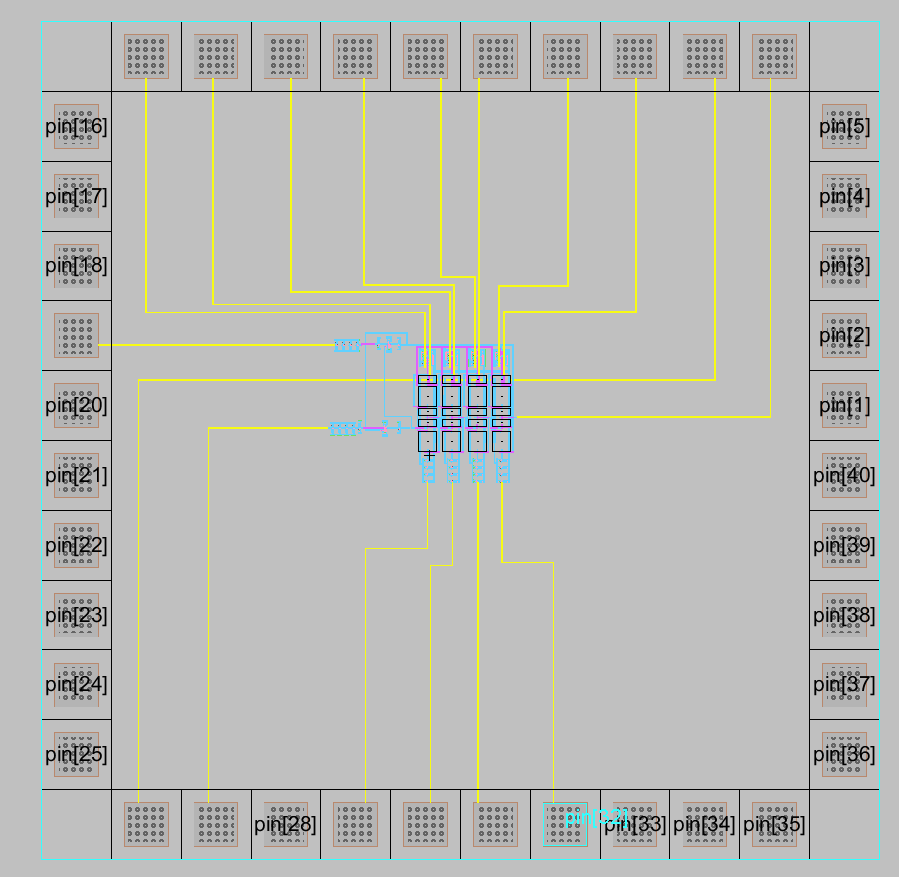 pin[16] pin[5]
pin[17] pin[4]
pin[18] pin[3]
pin[2]
pin[20] pin[1]
pin[21] pin[40]
pin[22] pin[39]
pin[23] pin[38]
pin[24] pin[37]
pin[25] pin[36]
pin[28] pin[33] pin[34] pin[35]